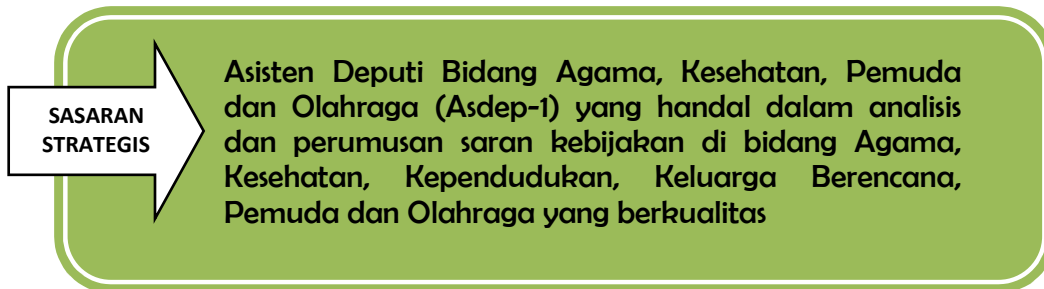 SASARAN
STRATEGIS
Asisten Deputi Bidang Agama, Kesehatan, Pemuda
dan Olahraga (Asdep-1) yang handal dalam analisis
dan perumusan saran kebijakan di bidang Agama,
Kesehatan, Kependudukan, Keluarga Berencana,
Pemuda dan Olahraga yang berkualitas